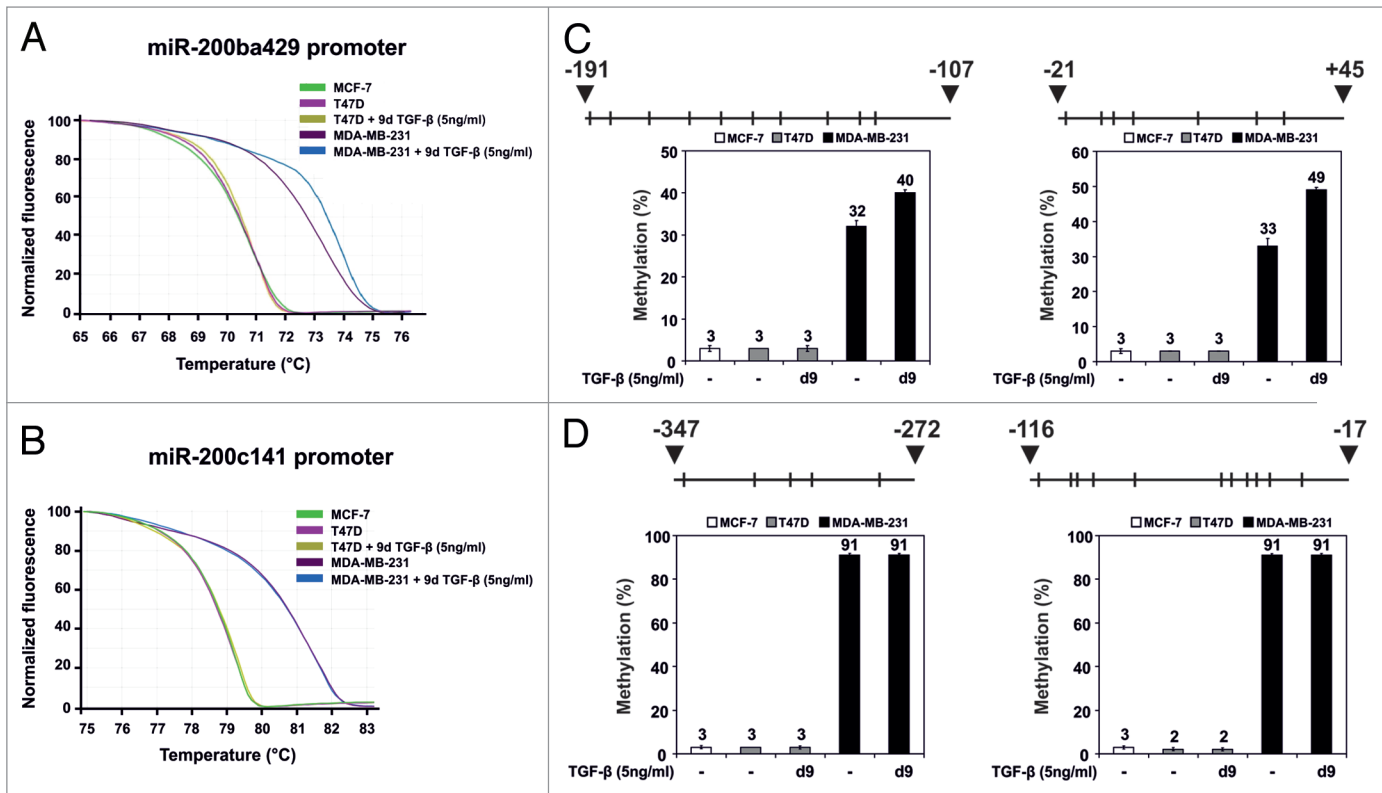 A
miR-200ba429 promoter
MCF-7
T47D
T47D + 9d TGF-β (5ng/ml)
MDA-MB-231
MDA-MB-231 + 9d TGF-β (5ng/ml)
Normalized fluorescence
100
80
60
40
20
0
65 66 67 68 69 70 71 72 73 74 75 76
Temperature (°C)
B
miR-200c141 promoter
MCF-7
T47D
T47D + 9d TGF-β (5ng/ml)
MDA-MB-231
MDA-MB-231 + 9d TGF-β (5ng/ml)
Normalized fluorescence
100
80
60
40
20
0
75 76 77 78 79 80 81 82 83
Temperature (°C)
C
-191 -107
MCF-7 T47D MDA-MB-231
Methylation (%)
50
40
30
20
10
0
3 3 3 32 40
TGF-β (5ng/ml) - - d9 - d9
-21 +45
MCF-7 T47D MDA-MB-231
Methylation (%)
60
50
40
30
20
10
0
3 3 3 33 49
TGF-β (5ng/ml) - - d9 - d9
D
-347 -272
MCF-7 T47D MDA-MB-231
Methylation (%)
100
80
60
40
20
0
3 3 3 91 91
TGF-β (5ng/ml) - - d9 - d9
-116 -17
MCF-7 T47D MDA-MB-231
Methylation (%)
100
80
60
40
20
0
3 2 2 91 91
TGF-β (5ng/ml) - - d9 - d9